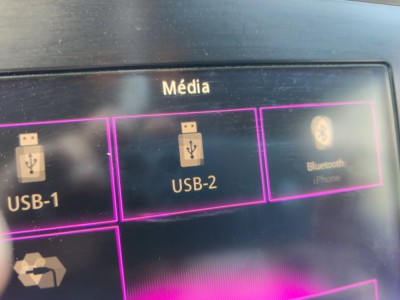 Média
USB-1
USB-2
Bluetooth
iPhone